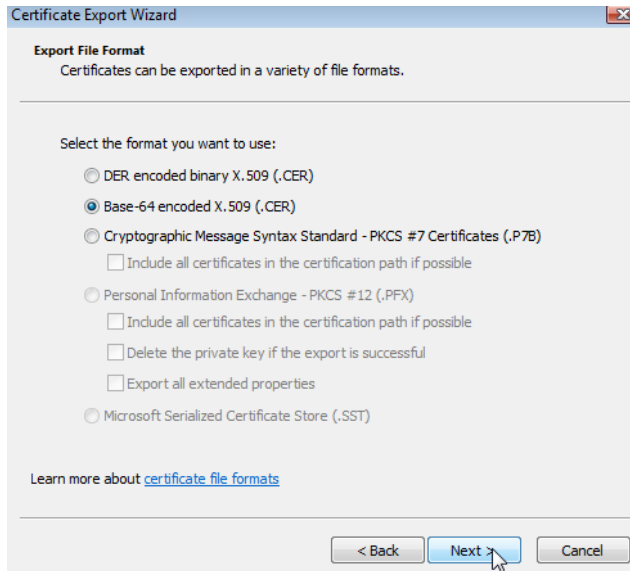 Certificate Export Wizard
Export File Format
Certificates can be exported in a variety of file formats.
Select the format you want to use:
DER encoded binary X.509 (.CER)
Base-64 encoded X.509 (.CER)
Cryptographic Message Syntax Standard - PKCS #7 Certificates (.P7B)
Include all certificates in the certification path if possible
Personal Information Exchange - PKCS #12 (.PFX)
Include all certificates in the certification path if possible
Delete the private key if the export is successful
Export all extended properties
Microsoft Serialized Certificate Store (.SST)
Learn more about certificate file formats
< Back Next > Cancel